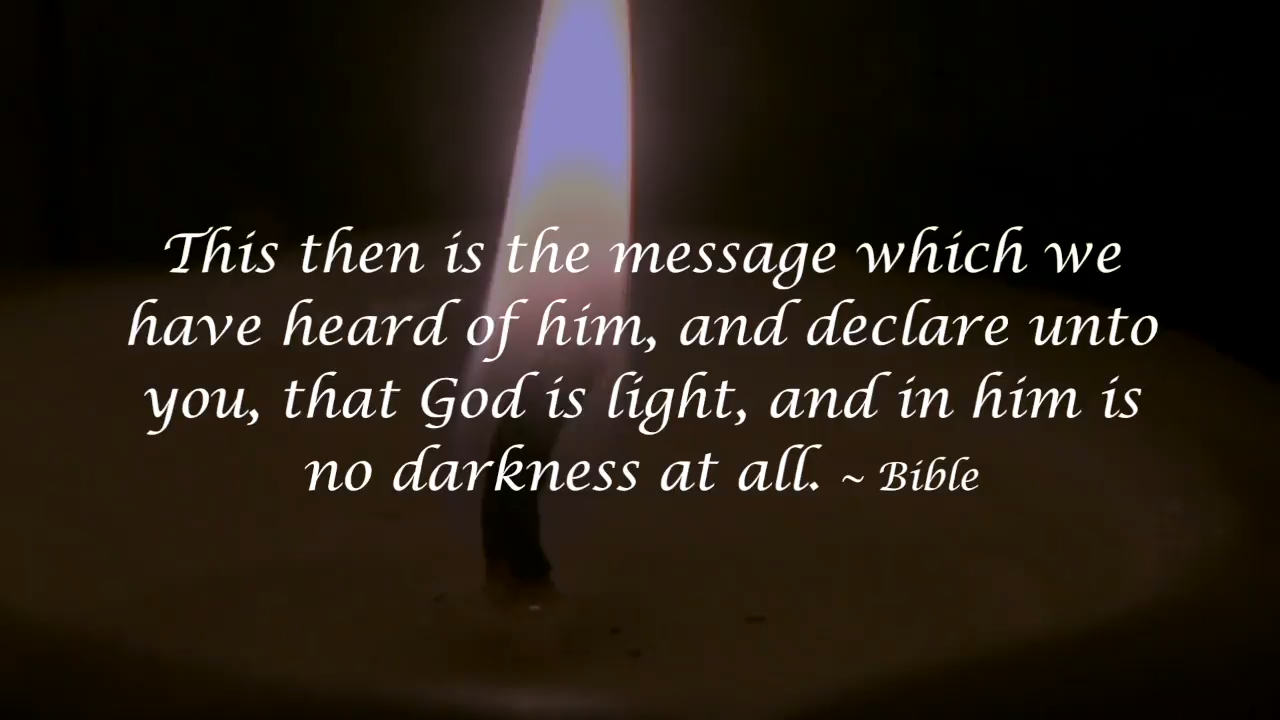 This then is the message which we
have heard of him, and declare unto
you, that God is light, and in him is
no darkness at all. ~ Bible